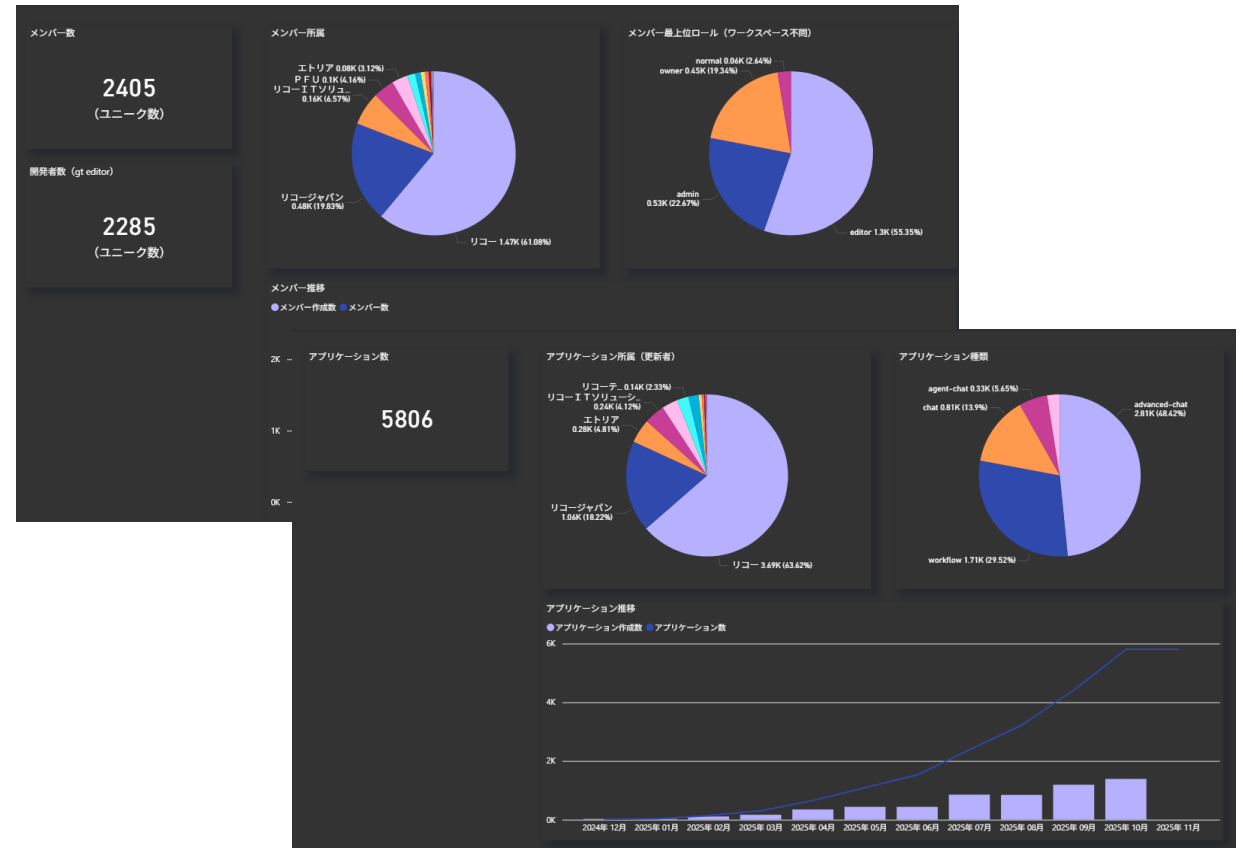 メンバー数
2405
(ユニーク数)
開発者数 (gt editor)
2285
(ユニーク数)
メンバー所属
エトリア 0.08K (3.12%)
ＰＦＵ 0.1K (4.16%)
リコーＩＴソリュ...
0.16K (6.57%)
リコージャパン
0.48K (19.83%)
リコー 1.47K (61.08%)
メンバー最上位ロール (ワークスペース不問)
normal 0.06K (2.64%)
owner 0.45K (19.34%)
admin
0.53K (22.67%)
editor 1.3K (55.35%)
メンバー推移
メンバー作成数 メンバー数
2K
1K
0K
アプリケーション数
5806
アプリケーション所属 (更新者)
リコーテ... 0.14K (2.33%)
リコーＩＴソリューシ...
0.24K (4.12%)
エトリア
0.28K (4.81%)
リコージャパン
1.06K (18.22%)
リコー 3.69K (63.62%)
アプリケーション種類
agent-chat 0.33K (5.65%)
chat 0.81K (13.9%)
advanced-chat
2.81K (48.42%)
workflow 1.71K (29.52%)
アプリケーション推移
アプリケーション作成数 アプリケーション数
6K
4K
2K
0K
2024年 12月 2025年 01月 2025年 02月 2025年 03月 2025年 04月 2025年 05月 2025年 06月 2025年 07月 2025年 08月 2025年 09月 2025年 10月 2025年 11月